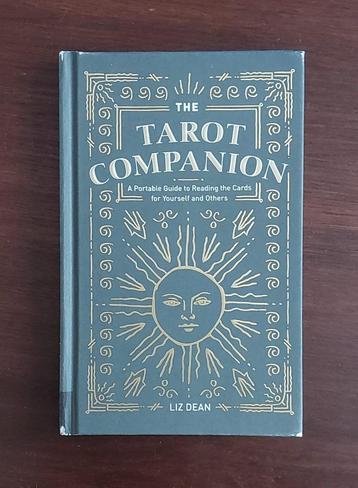 THE
TAROT
COMPANION
A Portable Guide to Reading the Cards
for Yourself and Others
LIZ DEAN